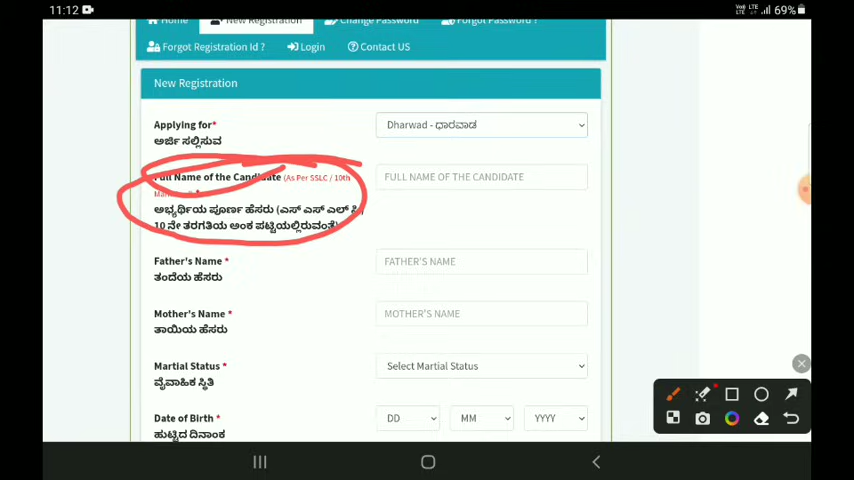 11:12
Vo)) LTE
LTE
69%
Home
New Registration
Change Password
Forgot Password ?
Forgot Registration Id ?
Login
Contact US
New Registration
Applying for*
Dharwad - ಧಾರವಾಡ
ಅರ್ಜಿ ಸಲ್ಲಿಸುವ
Full Name of the Candidate (As Per SSLC / 10th
FULL NAME OF THE CANDIDATE
ಅಭ್ಯರ್ಥಿಯ ಪೂರ್ಣ ಹೆಸರು (ಎಸ್ ಎಸ್ ಎಲ್ ಸಿ/
10 ನೇ ತರಗತಿಯ ಅಂಕ ಪಟ್ಟಿಯಲ್ಲಿರುವಂತೆ)
Father's Name *
FATHER'S NAME
ತಂದೆಯ ಹೆಸರು
Mother's Name *
MOTHER'S NAME
ತಾಯಿಯ ಹೆಸರು
Martial Status *
Select Martial Status
ವೈವಾಹಿಕ ಸ್ಥಿತಿ
Date of Birth *
DD
MM
YYYY
ಹುಟ್ಟಿದ ದಿನಾಂಕ